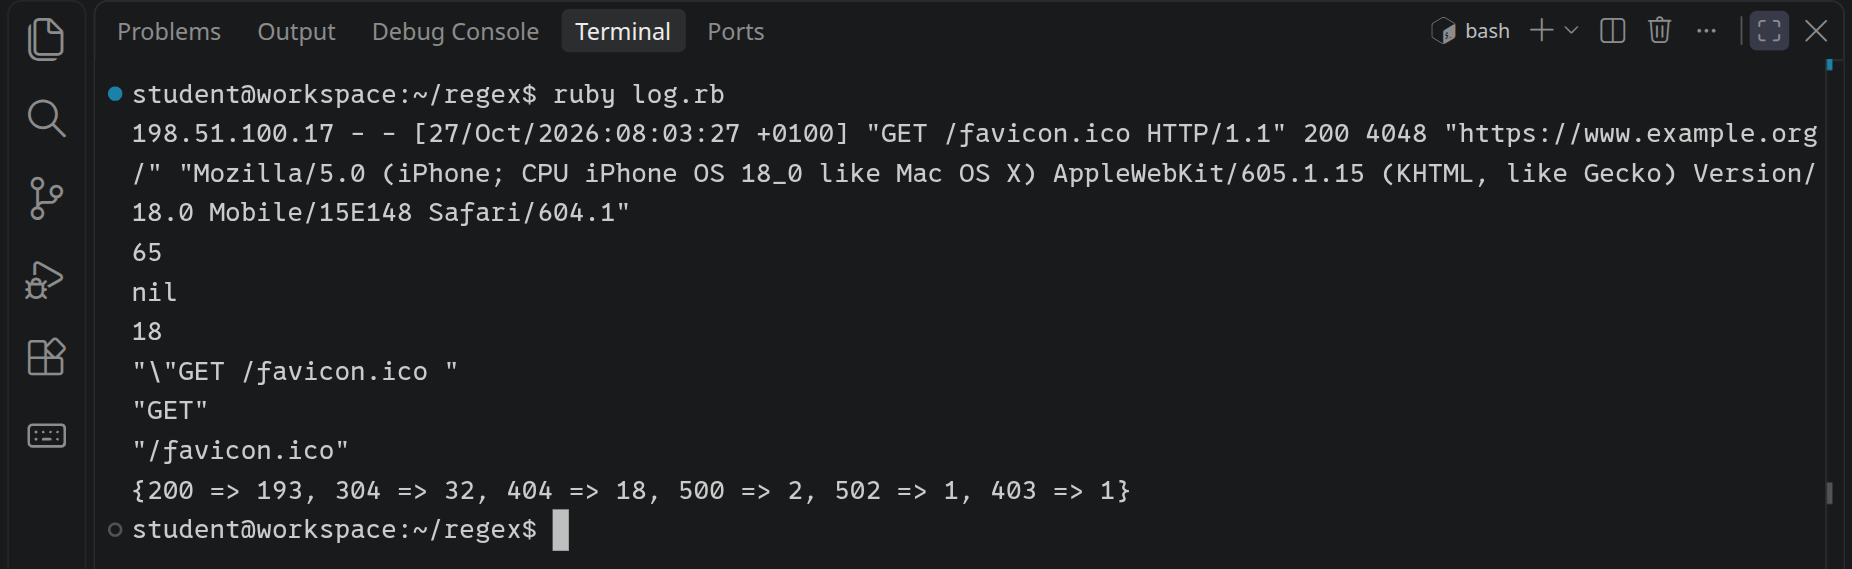 Problems Output Debug Console Terminal Ports bash
student@workspace:~/regex$ ruby log.rb
198.51.100.17 - - [27/Oct/2026:08:03:27 +0100] "GET /favicon.ico HTTP/1.1" 200 4048 "https://www.example.org
/" "Mozilla/5.0 (iPhone; CPU iPhone OS 18_0 like Mac OS X) AppleWebKit/605.1.15 (KHTML, like Gecko) Version/
18.0 Mobile/15E148 Safari/604.1"
65
nil
18
"\"GET /favicon.ico "
"GET"
"/favicon.ico"
{200 => 193, 304 => 32, 404 => 18, 500 => 2, 502 => 1, 403 => 1}
student@workspace:~/regex$